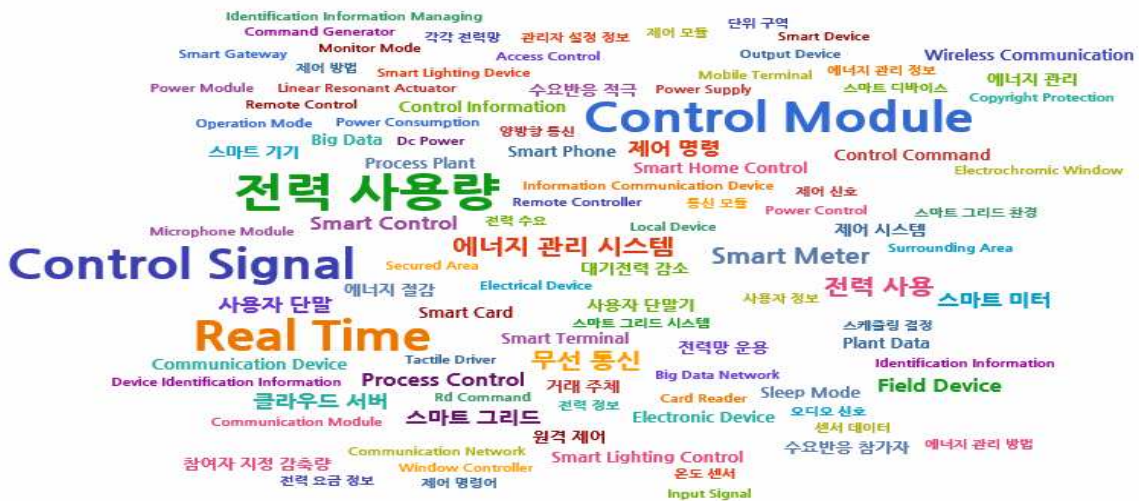 Identification Information Managing
Command Generator 각각 전력망 관리자 설정 정보 제어 모듈 단위 구역
Smart Gateway Monitor Mode Access Control Output Device Smart Device Wireless Communication
제어 방법 Smart Lighting Device Mobile Terminal 에너지 관리 정보 에너지 관리
Power Module Linear Resonant Actuator 수요반응 적극 Power Supply 스마트 디바이스 Copyright Protection
Remote Control Control Information Control Module
Operation Mode Power Consumption 양방향 통신
Big Data Dc Power
스마트 기기 Process Plant Smart Phone 제어 명령 Control Command
Smart Home Control Electrochromic Window
전력 사용량 Information Communication Device 제어 신호
Remote Controller 통신 모듈 Power Control 스마트 그리드 환경
Microphone Module Smart Control 전력 수요 Local Device 제어 시스템
Control Signal 에너지 관리 시스템 Smart Meter Surrounding Area
Secured Area 대기전력 감소
에너지 절감 Electrical Device 전력 사용
사용자 단말 Smart Card 사용자 단말기 사용자 정보 스마트 미터
Real Time 스마트 그리드 시스템 스케줄링 결정
Smart Terminal 전력망 운용 Plant Data
Communication Device Tactile Driver 무선 통신 Identification Information
Device Identification Information Process Control 거래 주체 Big Data Network Sleep Mode Field Device
클라우드 서버 Rd Command 전력 정보 Card Reader
Communication Module 스마트 그리드 Electronic Device 오디오 신호
원격 제어 센서 데이터
Communication Network 수요반응 참가자 에너지 관리 방법
참여자 지정 감축량 Window Controller Smart Lighting Control
전력 요금 정보 제어 명령어 온도 센서
Input Signal